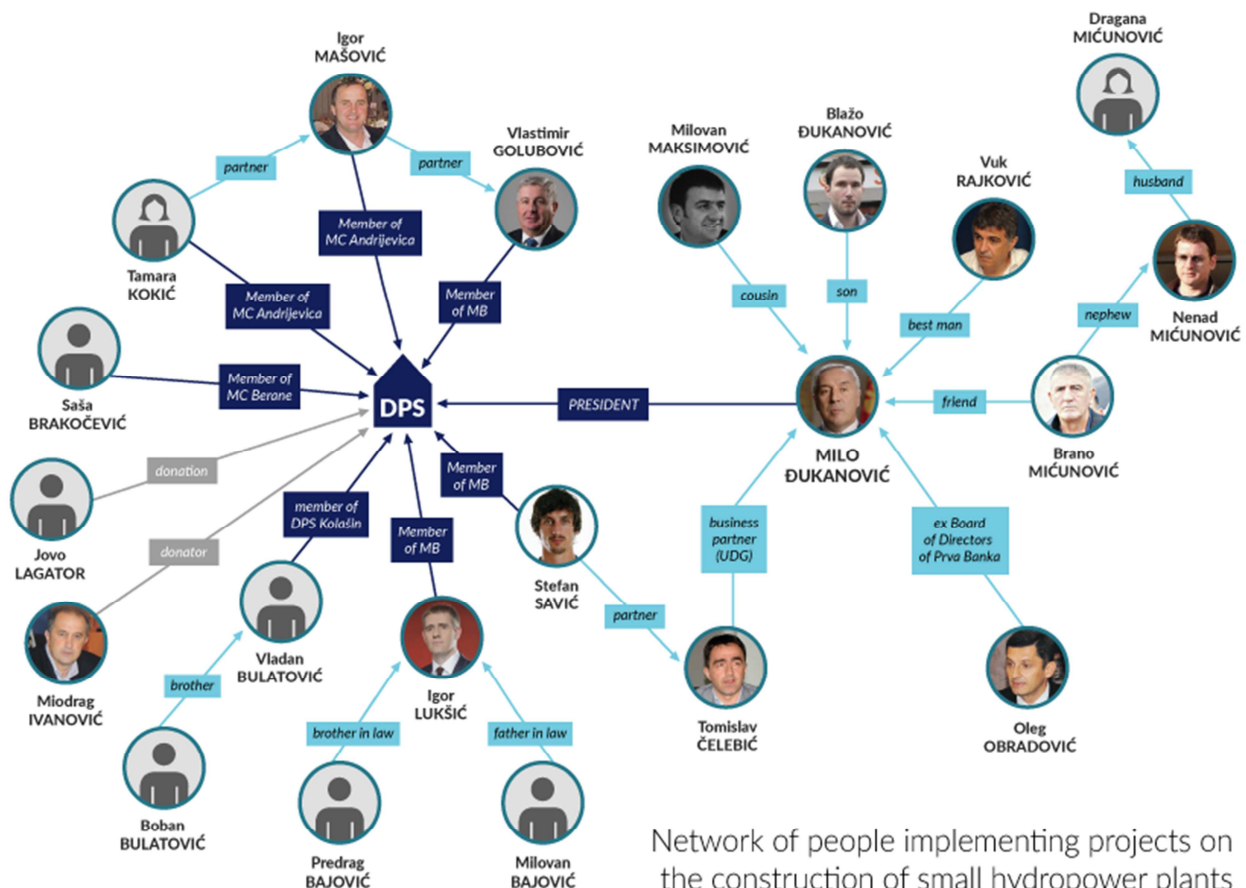 Igor
MAŠOVIĆ
Dragana
MIĆUNOVIĆ
Vlastimir
GOLUBOVIĆ
Milovan
MAKSIMOVIĆ
Blažo
ĐUKANOVIĆ
Vuk
RAJKOVIĆ
partner
partner
husband
Member of
MC Andrijevica
Tamara
KOKIĆ
Member of
MC Andrijevica
Member
of MB
cousin
son
best man
nephew
Nenad
MIĆUNOVIĆ
Saša
BRAKOČEVIĆ
Member of
MC Berane
DPS
PRESIDENT
friend
MILO
ĐUKANOVIĆ
Brano
MIĆUNOVIĆ
donation
Jovo
LAGATOR
member of
DPS Kolašin
Member
of MB
Member
of MB
business
partner
(UDG)
ex Board
of Directors
of Prva Banka
donator
Stefan
SAVIĆ
partner
Miodrag
IVANOVIĆ
Vladan
BULATOVIĆ
brother
Igor
LUKŠIĆ
brother in law
father in law
Tomislav
ČELEBIĆ
Oleg
OBRADOVIĆ
Boban
BULATOVIĆ
Predrag
BAJOVIĆ
Milovan
BAJOVIĆ
Network of people implementing projects on
the construction of small hydropower plants